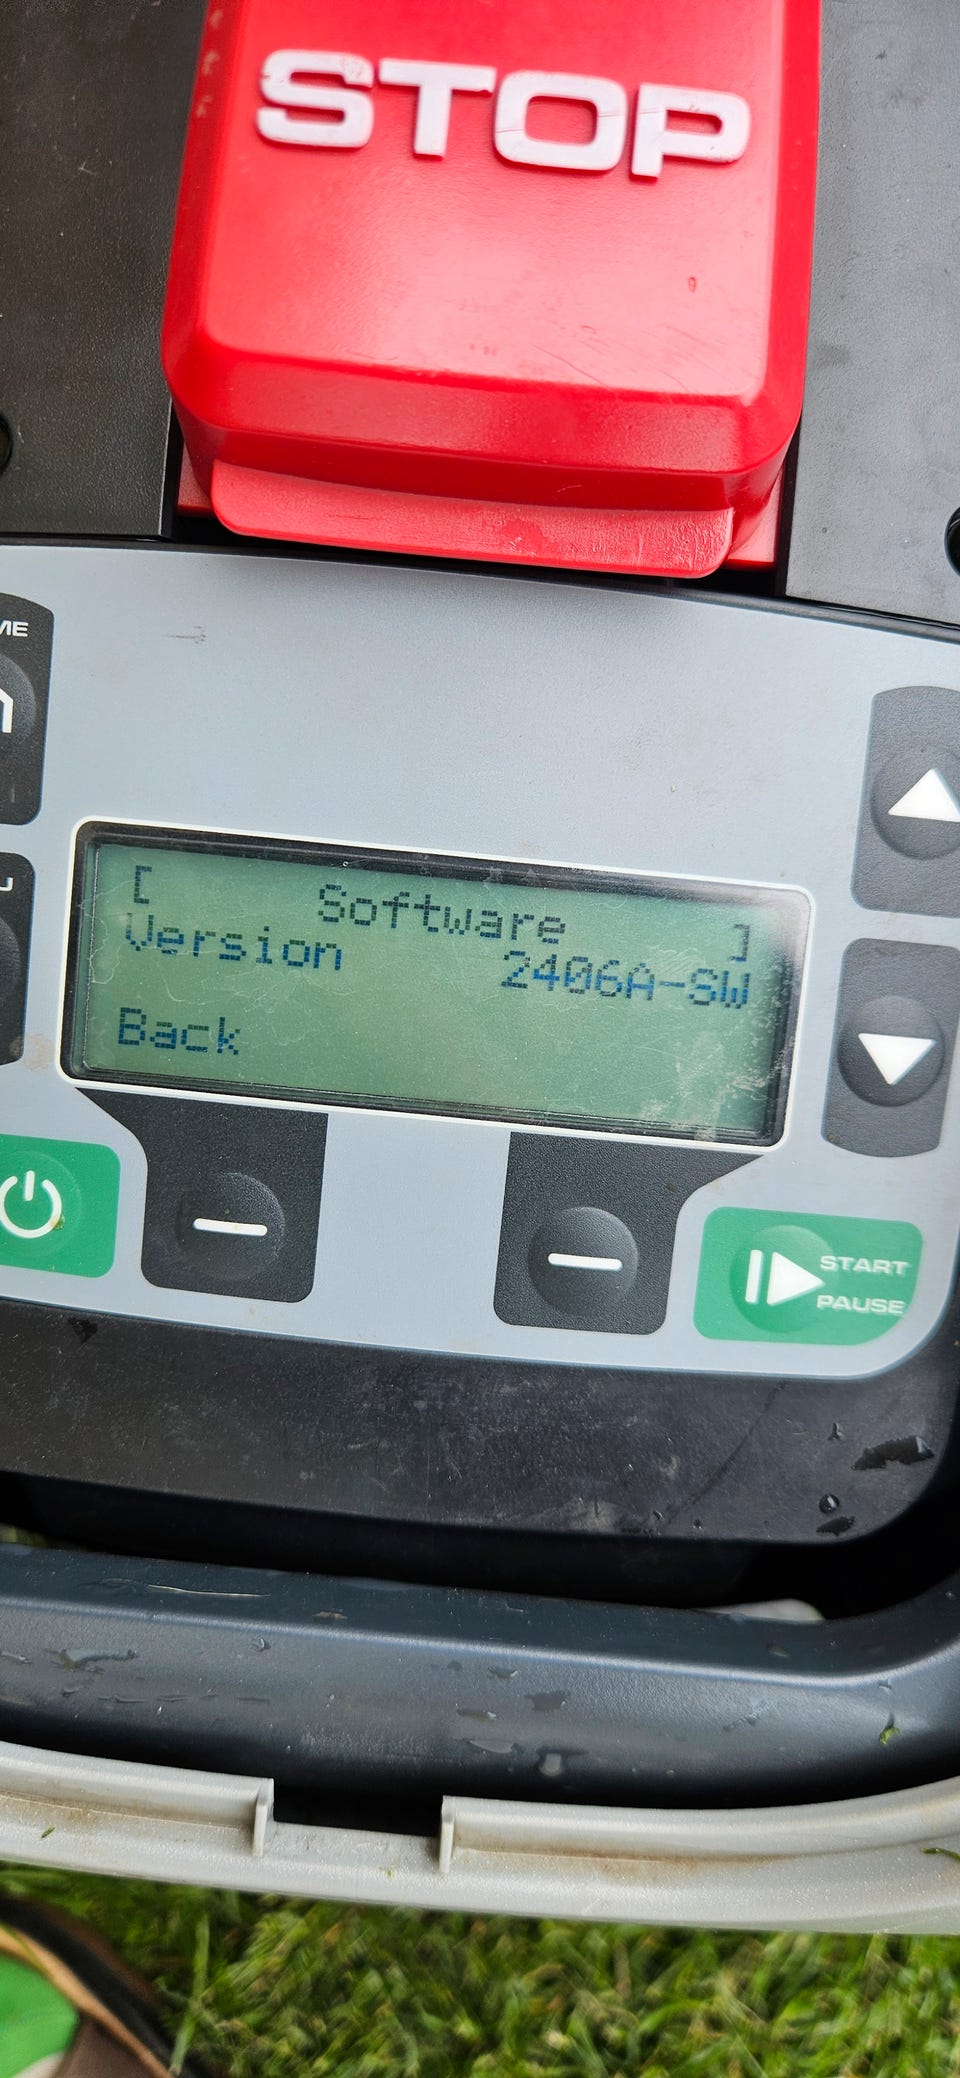 STOP
[ Software ]
Version 2406A-SW
Back
START
PAUSE